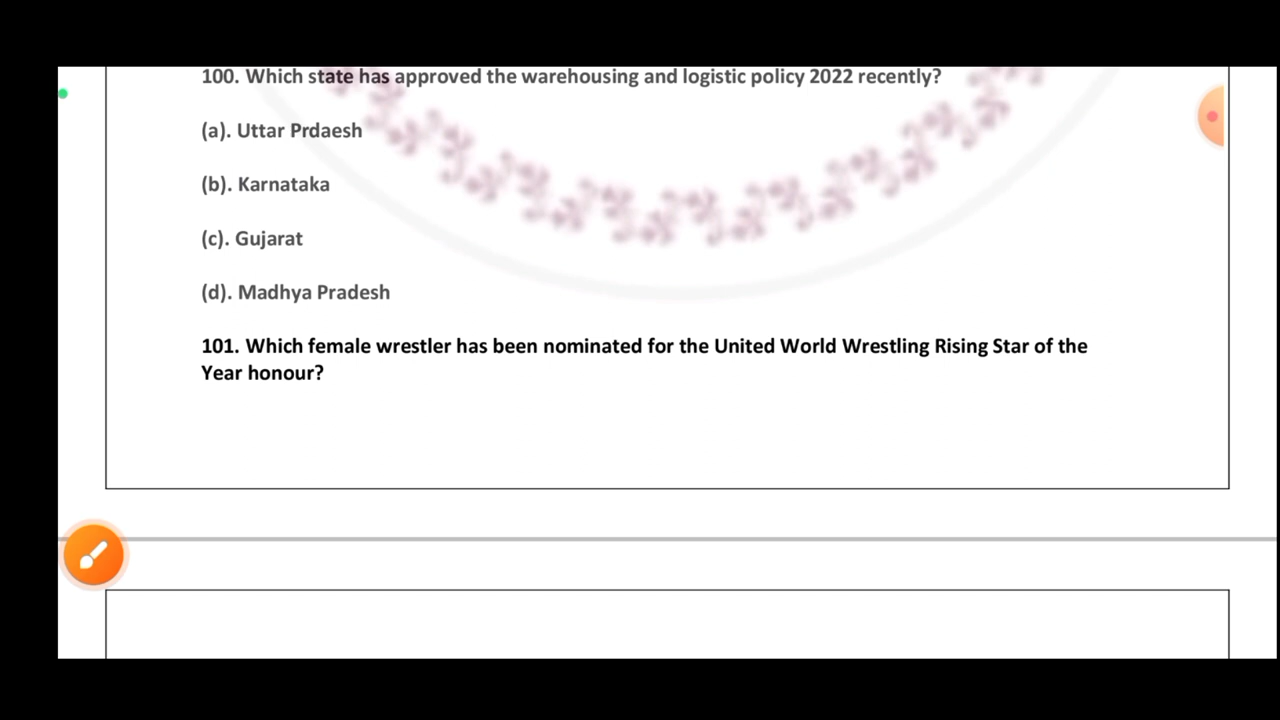 100. Which state has approved the warehousing and logistic policy 2022 recently?
(a). Uttar Prdaesh
(b). Karnataka
(c). Gujarat
(d). Madhya Pradesh
101. Which female wrestler has been nominated for the United World Wrestling Rising Star of the
Year honour?